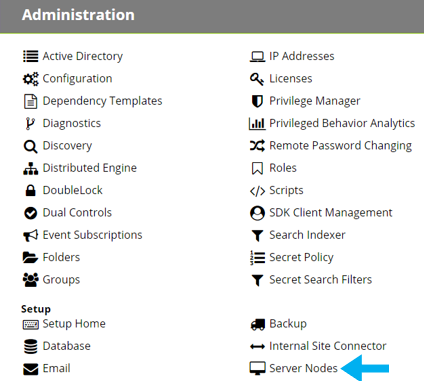 Administration
Active Directory
Configuration
Dependency Templates
Diagnostics
Discovery
Distributed Engine
DoubleLock
Dual Controls
Event Subscriptions
Folders
Groups
IP Addresses
Licenses
Privilege Manager
Privileged Behavior Analytics
Remote Password Changing
Roles
Scripts
SDK Client Management
Search Indexer
Secret Policy
Secret Search Filters
Setup
Setup Home
Database
Email
Backup
Internal Site Connector
Server Nodes